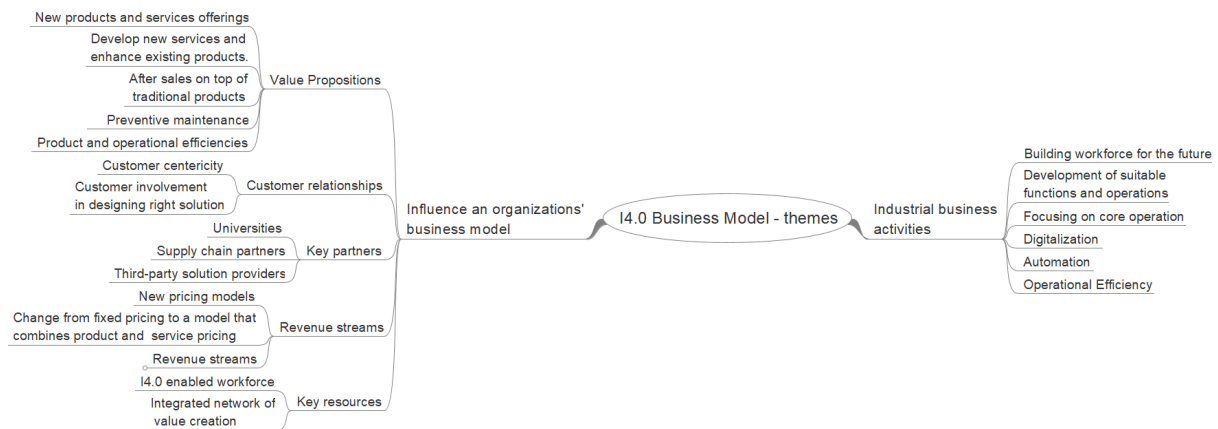 New products and services offerings
Develop new services and
enhance existing products.
After sales on top of
traditional products
Preventive maintenance
Product and operational efficiencies
Value Propositions
Customer centericity
Customer involvement
in designing right solution
Customer relationships
Universities
Supply chain partners
Third-party solution providers
Key partners
New pricing models
Change from fixed pricing to a model that
combines product and  service pricing
Revenue streams
Revenue streams
I4.0 enabled workforce
Integrated network of
value creation
Key resources
Influence an organizations'
business model
I4.0 Business Model - themes
Industrial business
activities
Building workforce for the future
Development of suitable
functions and operations
Focusing on core operation
Digitalization
Automation
Operational Efficiency